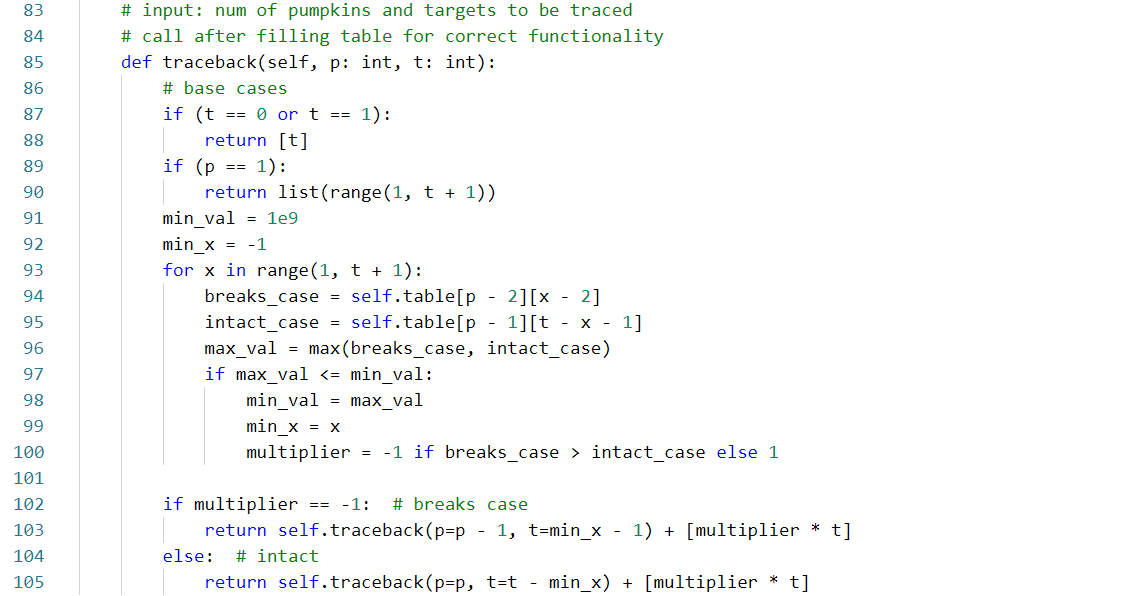 83 # input: num of pumpkins and targets to be traced
84 # call after filling table for correct functionality
85 def traceback(self, p: int, t: int):
86 # base cases
87 if (t == 0 or t == 1):
88 return [t]
89 if (p == 1):
90 return list(range(1, t + 1))
91 min_val = 1e9
92 min_x = -1
93 for x in range(1, t + 1):
94 breaks_case = self.table[p - 2][x - 2]
95 intact_case = self.table[p - 1][t - x - 1]
96 max_val = max(breaks_case, intact_case)
97 if max_val <= min_val:
98 min_val = max_val
99 min_x = x
100 multiplier = -1 if breaks_case > intact_case else 1
101
102 if multiplier == -1:  # breaks case
103 return self.traceback(p=p - 1, t=min_x - 1) + [multiplier * t]
104 else:  # intact
105 return self.traceback(p=p, t=t - min_x) + [multiplier * t]